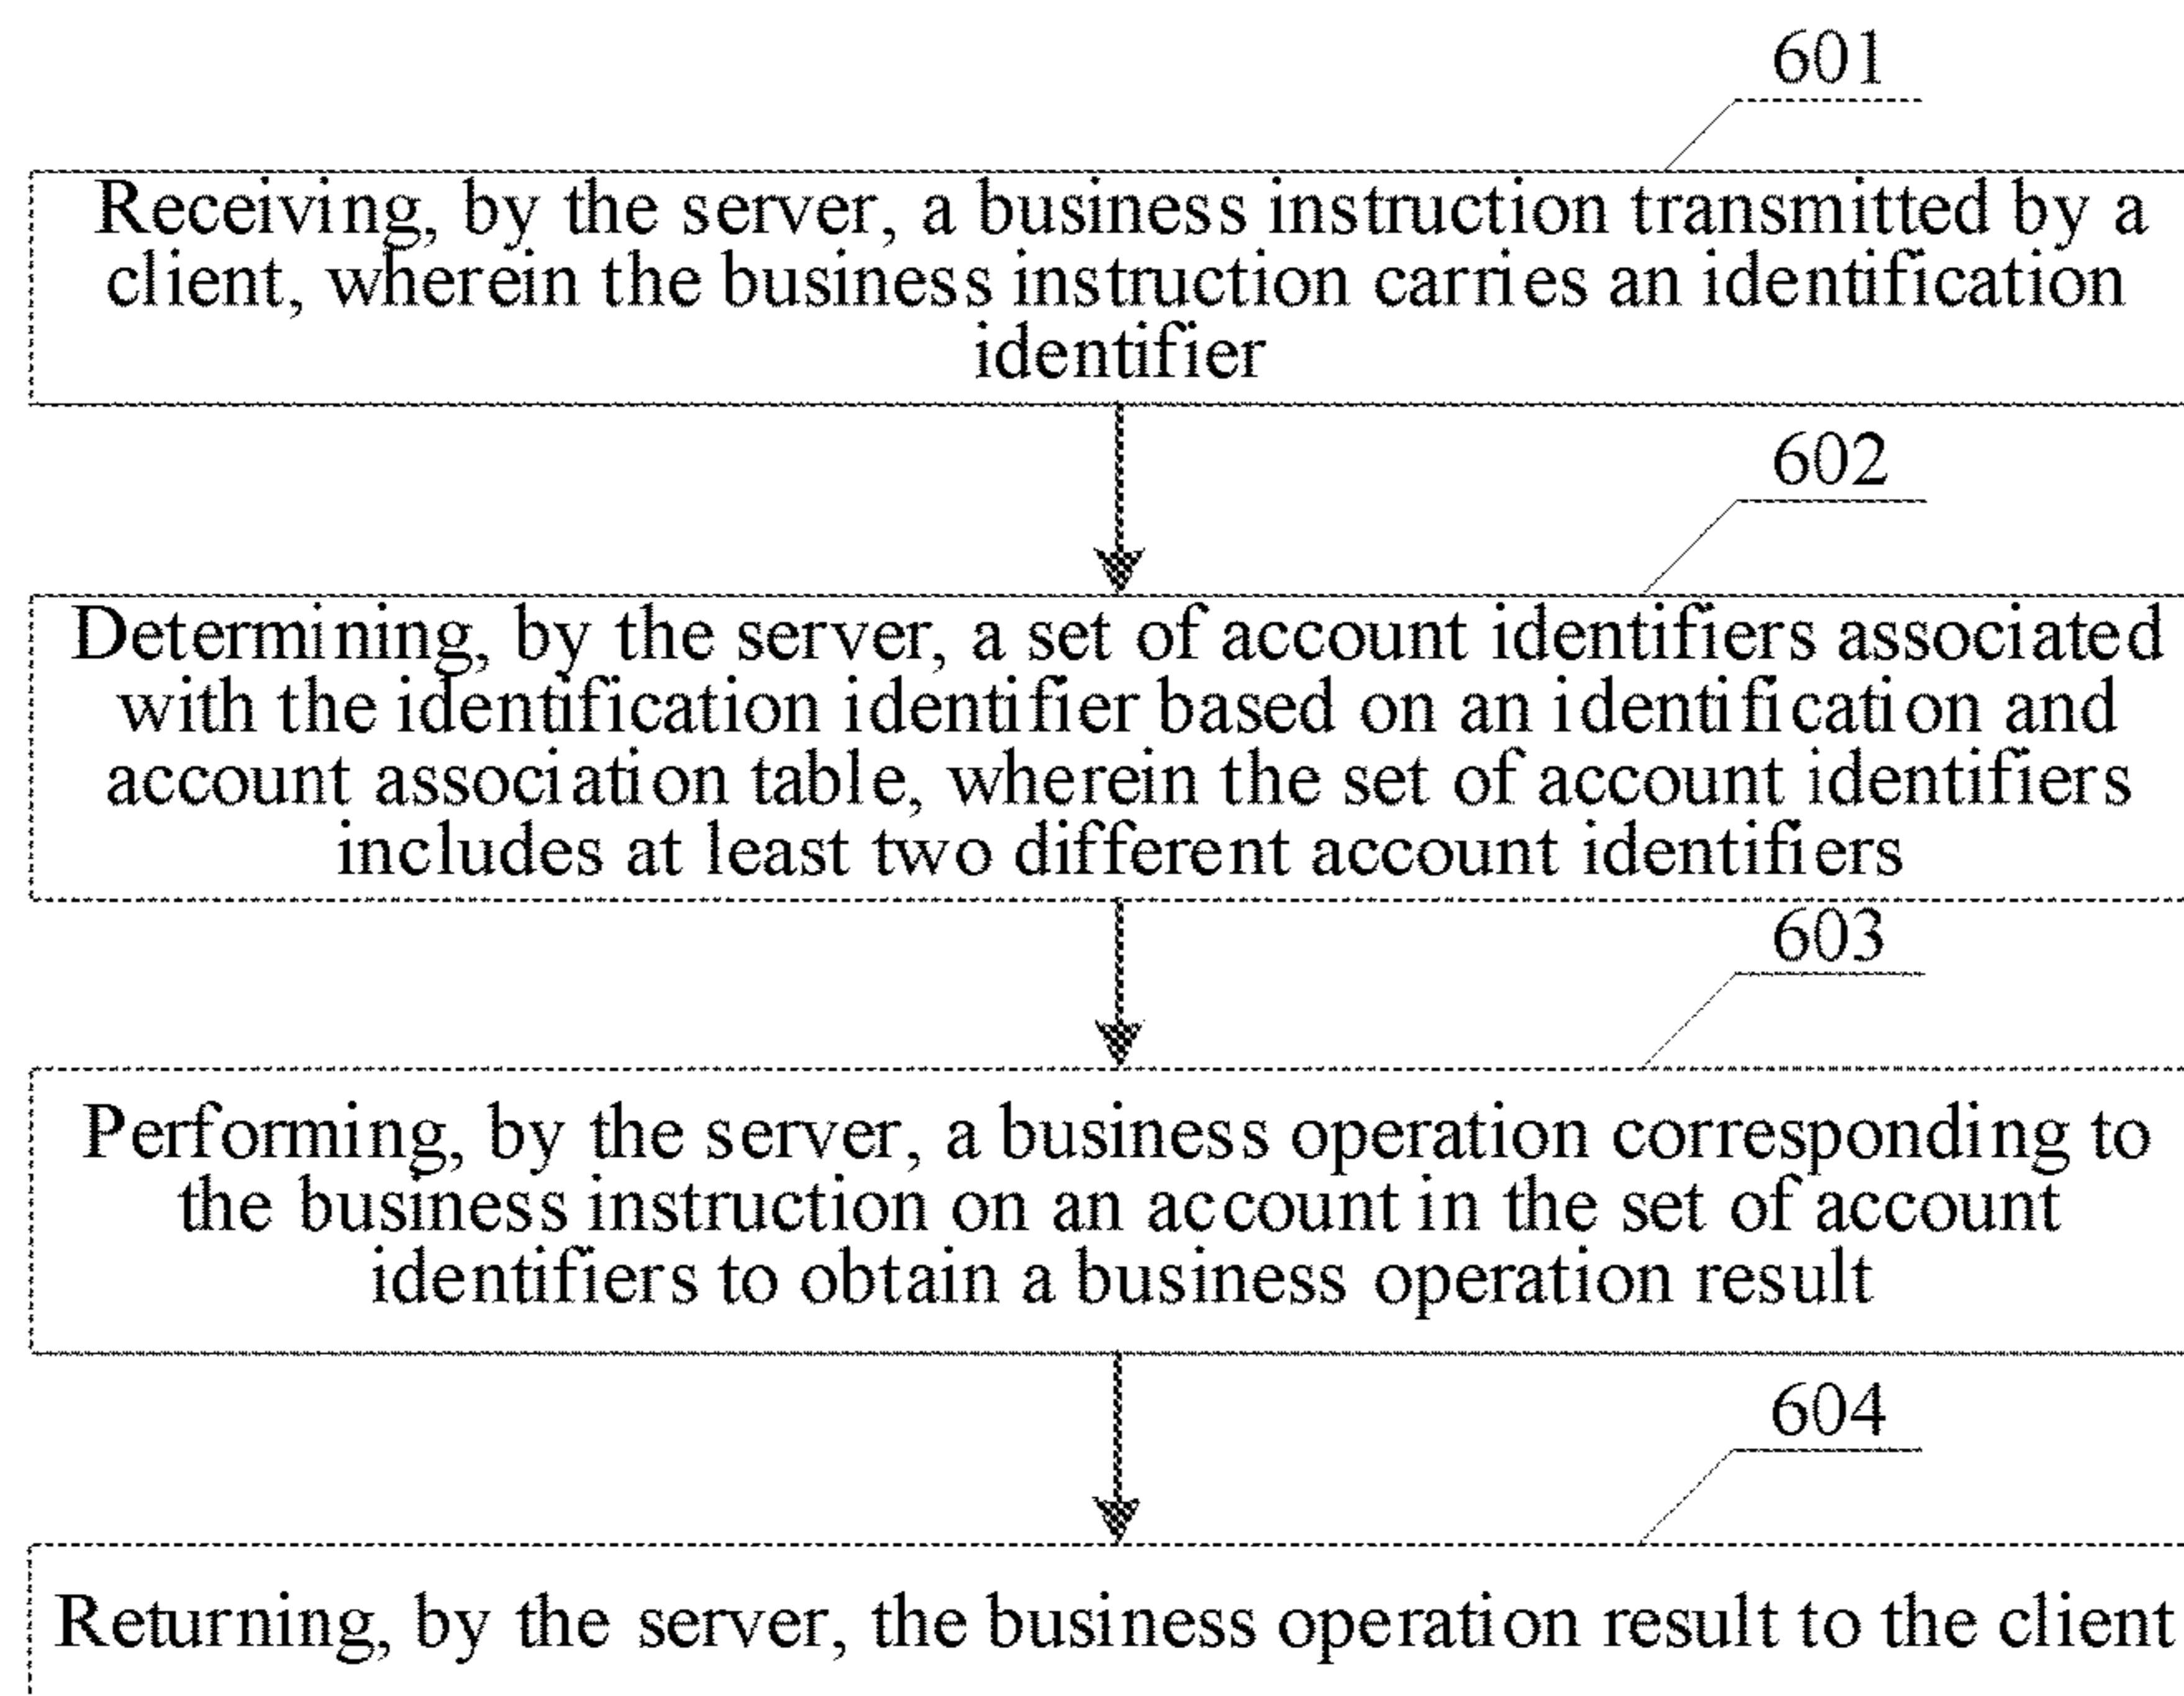 601
Receiving, by the server, a business instruction transmitted by a
client, wherein the business instruction carries an identification
identifier
602
Determining, by the server, a set of account identifiers associated
with the identification identifier based on an identification and
account association table, wherein the set of account identifiers
includes at least two different account identifiers
603
Performing, by the server, a business operation corresponding to
the business instruction on an account in the set of account
identifiers to obtain a business operation result
604
Returning, by the server, the business operation result to the client